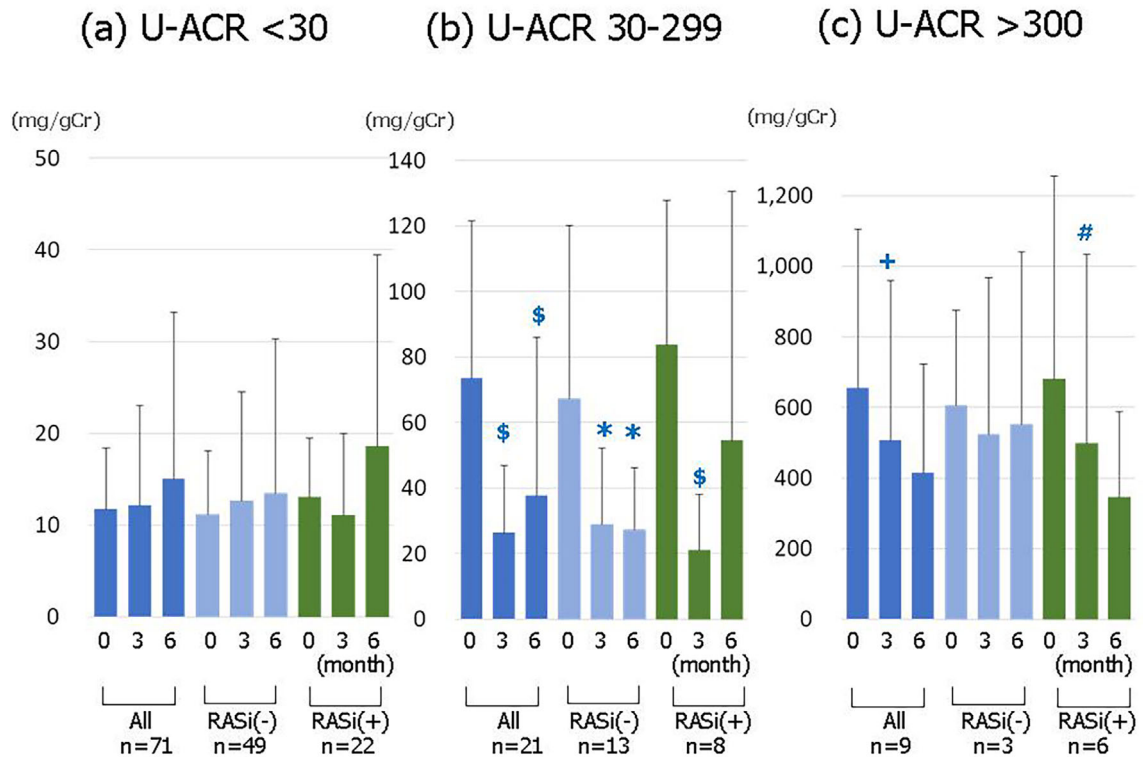 (a) U-ACR <30
(mg/gCr)
50
40
30
20
10
0
0 3 6 0 3 6 0 3 6
(month)
All RASi(-) RASi(+)
n=71 n=49 n=22
(b) U-ACR 30-299
(mg/gCr)
140
120
100
80
60
40
20
0
$ $ * * $
0 3 6 0 3 6 0 3 6
(month)
All RASi(-) RASi(+)
n=21 n=13 n=8
(c) U-ACR >300
(mg/gCr)
1,200
1,000
800
600
400
200
0
+ #
0 3 6 0 3 6 0 3 6
(month)
All RASi(-) RASi(+)
n=9 n=3 n=6